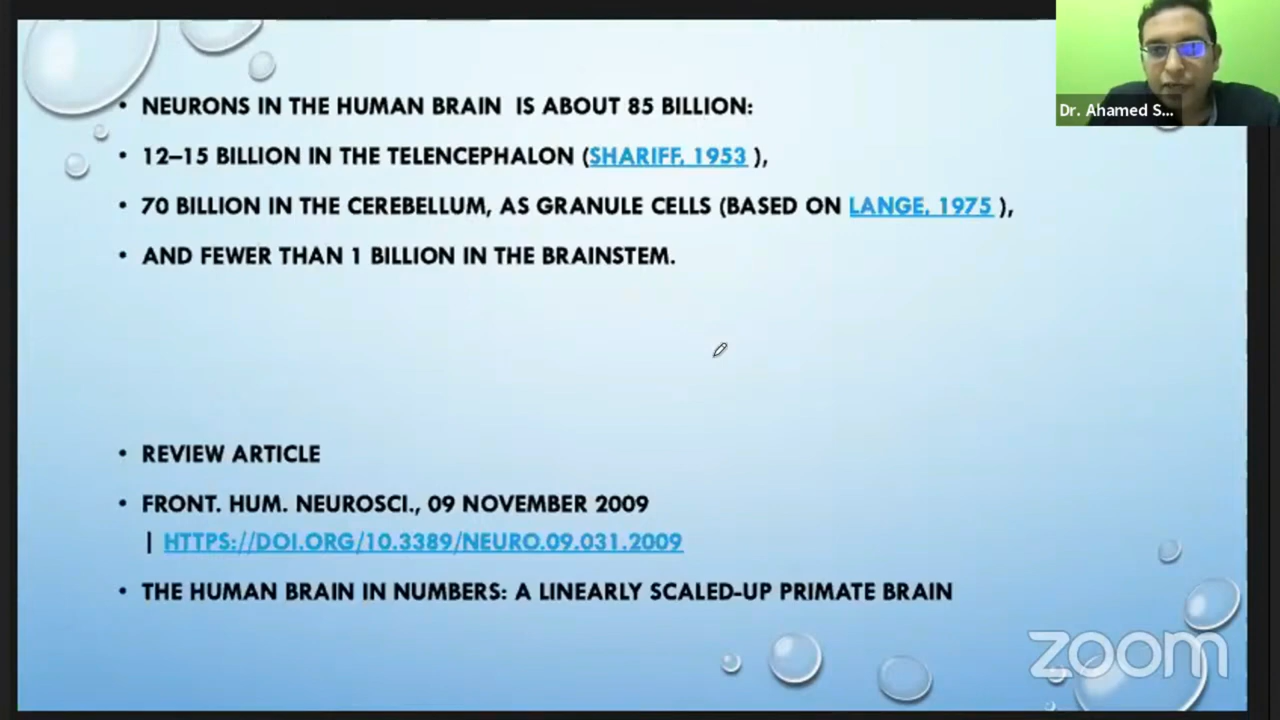 NEURONS IN THE HUMAN BRAIN IS ABOUT 85 BILLION:
12–15 BILLION IN THE TELENCEPHALON (SHARIFF, 1953 ),
70 BILLION IN THE CEREBELLUM, AS GRANULE CELLS (BASED ON LANGE, 1975 ),
AND FEWER THAN 1 BILLION IN THE BRAINSTEM.
REVIEW ARTICLE
FRONT. HUM. NEUROSCI., 09 NOVEMBER 2009
| HTTPS://DOI.ORG/10.3389/NEURO.09.031.2009
THE HUMAN BRAIN IN NUMBERS: A LINEARLY SCALED-UP PRIMATE BRAIN
Dr. Ahamed S...
zoom